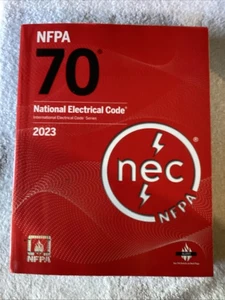 NFPA
70®
National Electrical Code®
International Electrical Code® Series
2023
nec®
NFPA
NFPA